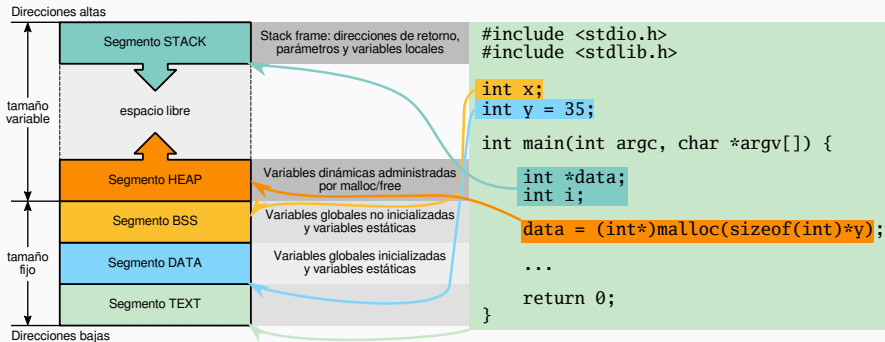 Direcciones altas
Segmento STACK
Stack frame: direcciones de retorno,
parámetros y variables locales
tamaño
variable
espacio libre
Segmento HEAP
Variables dinámicas administradas
por malloc/free
Segmento BSS
Variables globales no inicializadas
y variables estáticas
tamaño
fijo
Segmento DATA
Variables globales inicializadas
y variables estáticas
Segmento TEXT
Direcciones bajas
#include <stdio.h>
#include <stdlib.h>
int x;
int y = 35;
int main(int argc, char *argv[]) {
int *data;
int i;
data = (int*)malloc(sizeof(int)*y);
...
return 0;
}